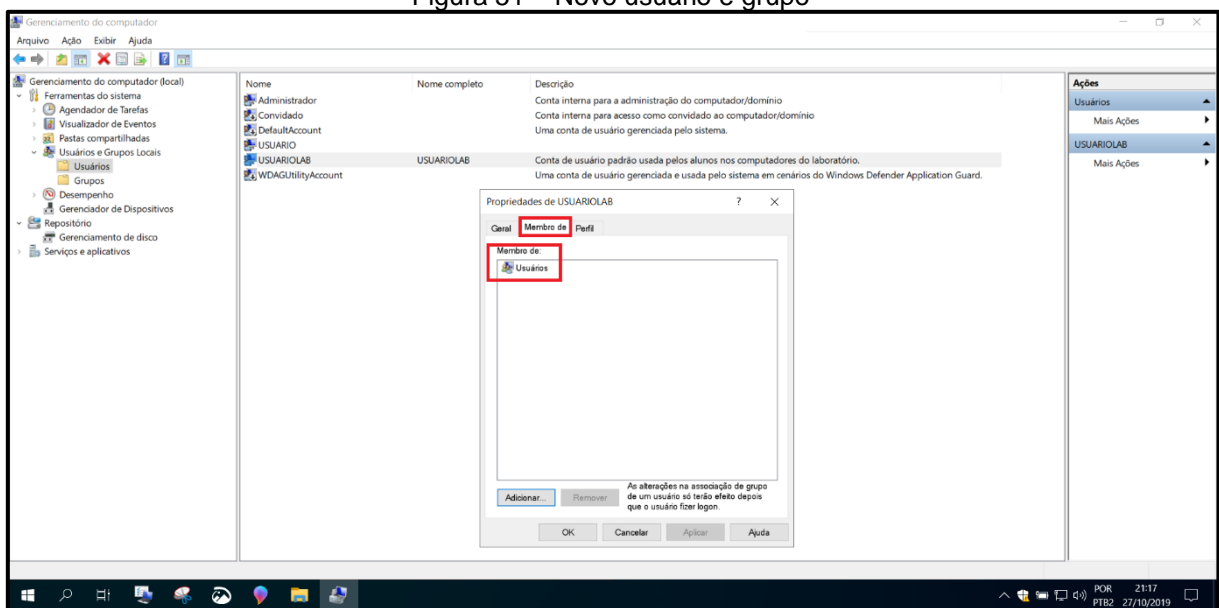 Figura 31 – Novo usuário e grupo
Gerenciamento do computador
Arquivo Ação Exibir Ajuda
Gerenciamento do computador (local)
Ferramentas do sistema
Agendador de Tarefas
Visualizador de Eventos
Pastas compartilhadas
Usuários e Grupos Locais
Usuários
Grupos
Desempenho
Gerenciador de Dispositivos
Repositório
Gerenciamento de disco
Serviços e aplicativos
Nome Nome completo Descrição
Administrador Conta interna para a administração do computador/domínio
Convidado Conta interna para acesso como convidado ao computador/domínio
DefaultAccount Uma conta de usuário gerenciada pelo sistema.
USUARIO
USUARIOLAB USUARIOLAB Conta de usuário padrão usada pelos alunos nos computadores do laboratório.
WDAGUtilityAccount Uma conta de usuário gerenciada e usada pelo sistema em cenários do Windows Defender Application Guard.
Propriedades de USUARIOLAB ? ×
Geral Membro de Perfil
Membro de:
Usuários
Adicionar... Remover
As alterações na associação de grupo
de um usuário só terão efeito depois
que o usuário fizer logon.
OK Cancelar Aplicar Ajuda
Ações
Usuários
Mais Ações
USUARIOLAB
Mais Ações
POR 21:17
PTB2 27/10/2019